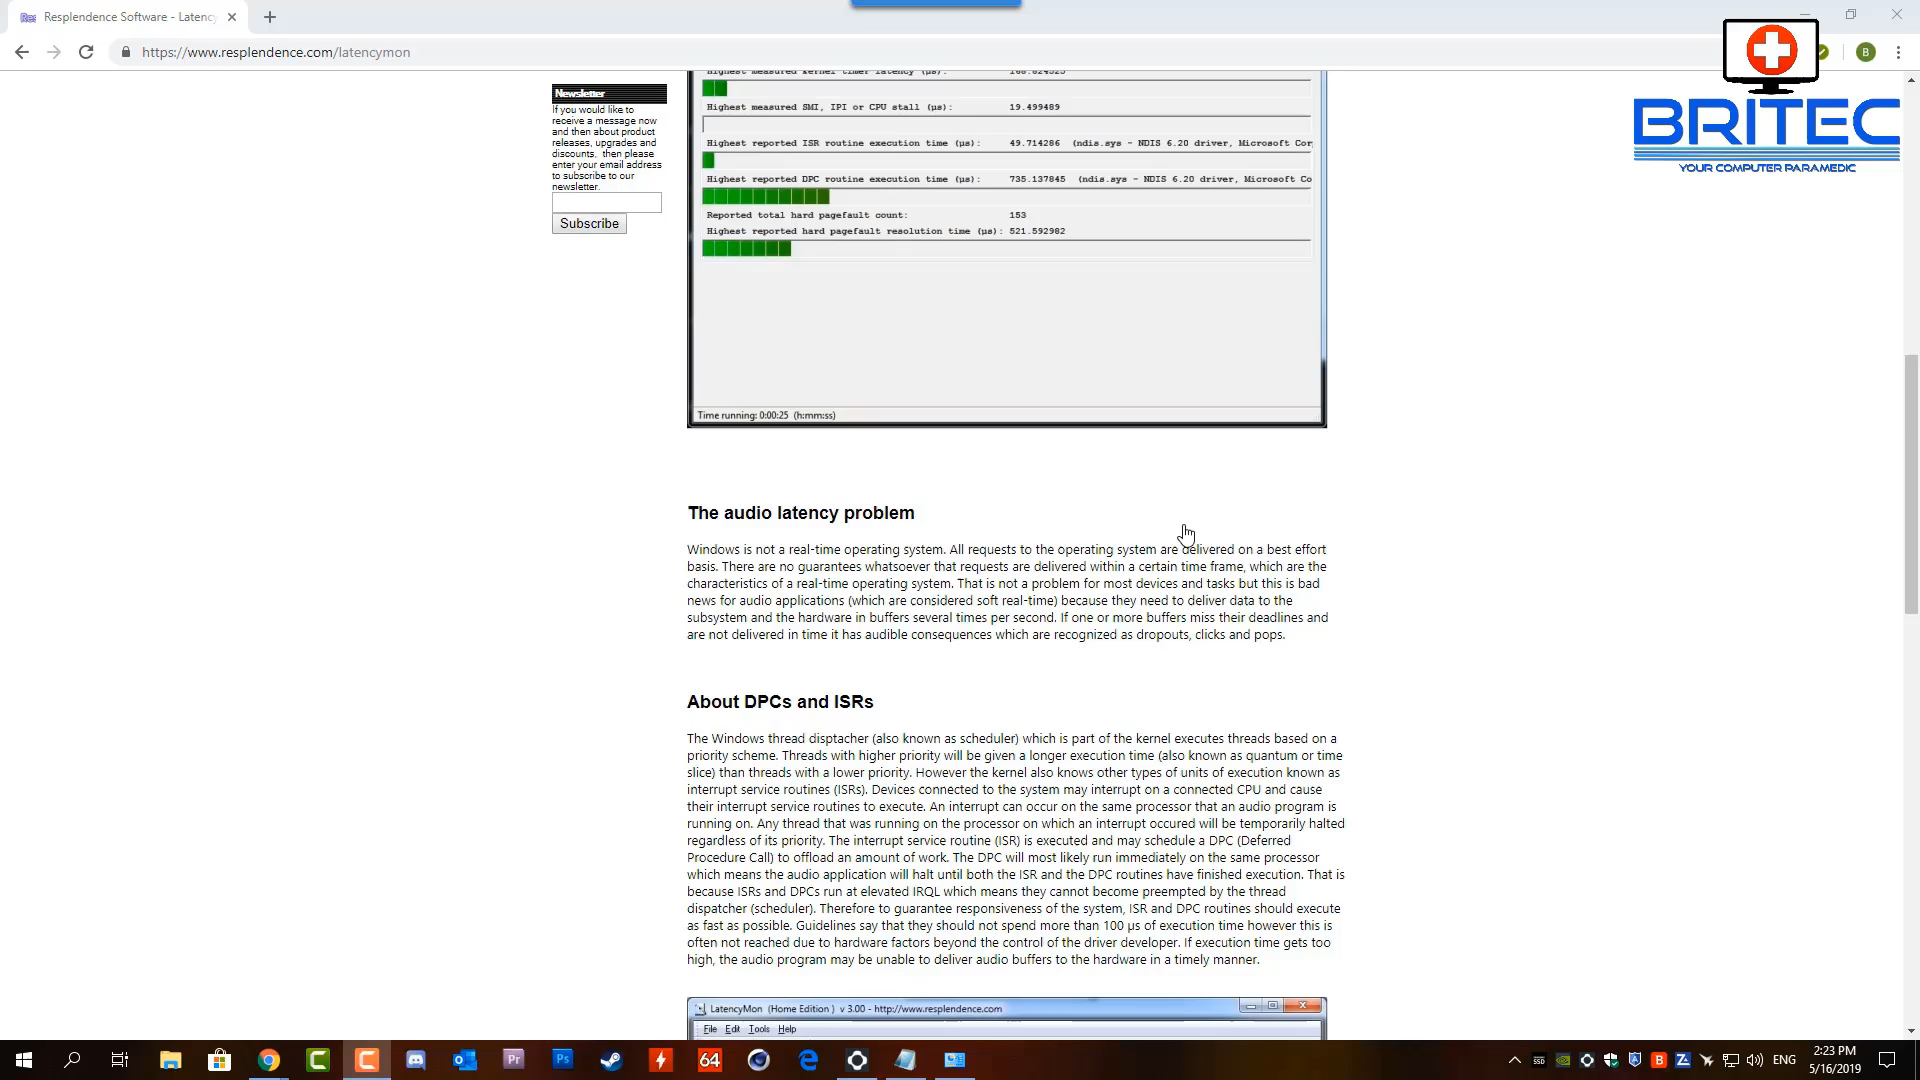 Resplendence Software - Latency
https://www.resplendence.com/latencymon
B
BRITEC
YOUR COMPUTER PARAMEDIC
Newsletter
If you would like to
receive a message now
and then about product
releases, upgrades and
discounts, then please
enter your email address
to subscribe to our
newsletter.
Subscribe
Highest measured kernel timer latency (µs): 168.824525
Highest measured SMI, IPI or CPU stall (µs): 19.499489
Highest reported ISR routine execution time (µs): 49.714286 (ndis.sys - NDIS 6.20 driver, Microsoft Cor
Highest reported DPC routine execution time (µs): 735.137845 (ndis.sys - NDIS 6.20 driver, Microsoft Co
Reported total hard pagefault count: 153
Highest reported hard pagefault resolution time (µs): 521.592982
Time running: 0:00:25 (h:mm:ss)
The audio latency problem
Windows is not a real-time operating system. All requests to the operating system are delivered on a best effort
basis. There are no guarantees whatsoever that requests are delivered within a certain time frame, which are the
characteristics of a real-time operating system. That is not a problem for most devices and tasks but this is bad
news for audio applications (which are considered soft real-time) because they need to deliver data to the
subsystem and the hardware in buffers several times per second. If one or more buffers miss their deadlines and
are not delivered in time it has audible consequences which are recognized as dropouts, clicks and pops.
About DPCs and ISRs
The Windows thread disptacher (also known as scheduler) which is part of the kernel executes threads based on a
priority scheme. Threads with higher priority will be given a longer execution time (also known as quantum or time
slice) than threads with a lower priority. However the kernel also knows other types of units of execution known as
interrupt service routines (ISRs). Devices connected to the system may interrupt on a connected CPU and cause
their interrupt service routines to execute. An interrupt can occur on the same processor that an audio program is
running on. Any thread that was running on the processor on which an interrupt occured will be temporarily halted
regardless of its priority. The interrupt service routine (ISR) is executed and may schedule a DPC (Deferred
Procedure Call) to offload an amount of work. The DPC will most likely run immediately on the same processor
which means the audio application will halt until both the ISR and the DPC routines have finished execution. That is
because ISRs and DPCs run at elevated IRQL which means they cannot become preempted by the thread
dispatcher (scheduler). Therefore to guarantee responsiveness of the system, ISR and DPC routines should execute
as fast as possible. Guidelines say that they should not spend more than 100 µs of execution time however this is
often not reached due to hardware factors beyond the control of the driver developer. If execution time gets too
high, the audio program may be unable to deliver audio buffers to the hardware in a timely manner.
LatencyMon (Home Edition ) v 3.00 - http://www.resplendence.com
File Edit Tools Help
Pr
Ps
64
SSD
B
ENG
2:23 PM
5/16/2019